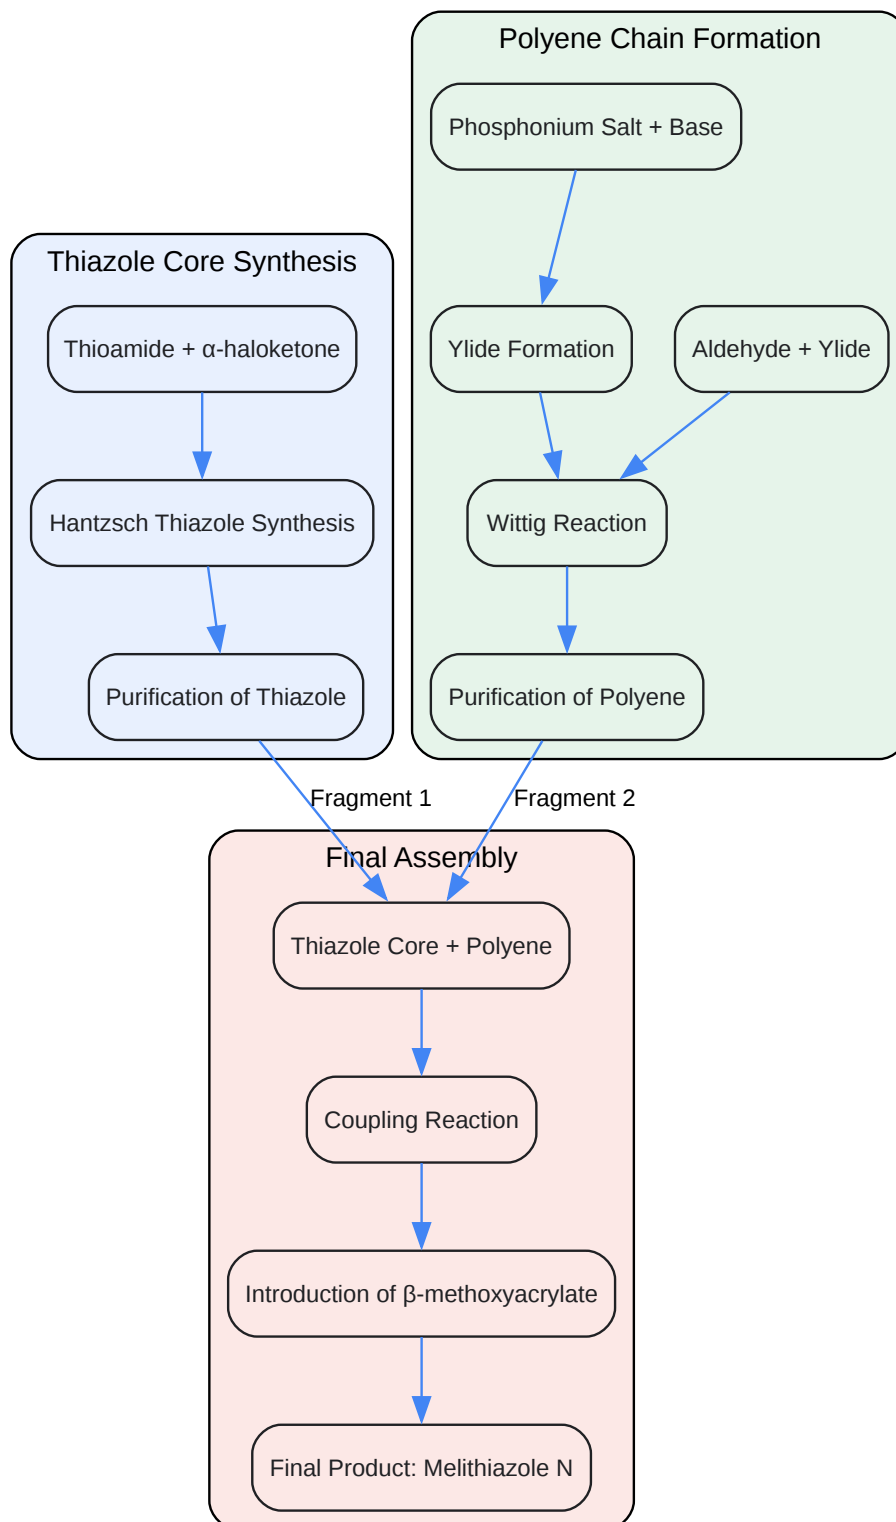 Polyene Chain Formation
Phosphonium Salt + Base
Thiazole Core Synthesis
Thioamide + α-haloketone
Ylide Formation
Aldehyde + Ylide
Hantzsch Thiazole Synthesis
Wittig Reaction
Purification of Thiazole
Purification of Polyene
Fragment 1
Fragment 2
Final Assembly
Thiazole Core + Polyene
Coupling Reaction
Introduction of β-methoxyacrylate
Final Product: Melithiazole N